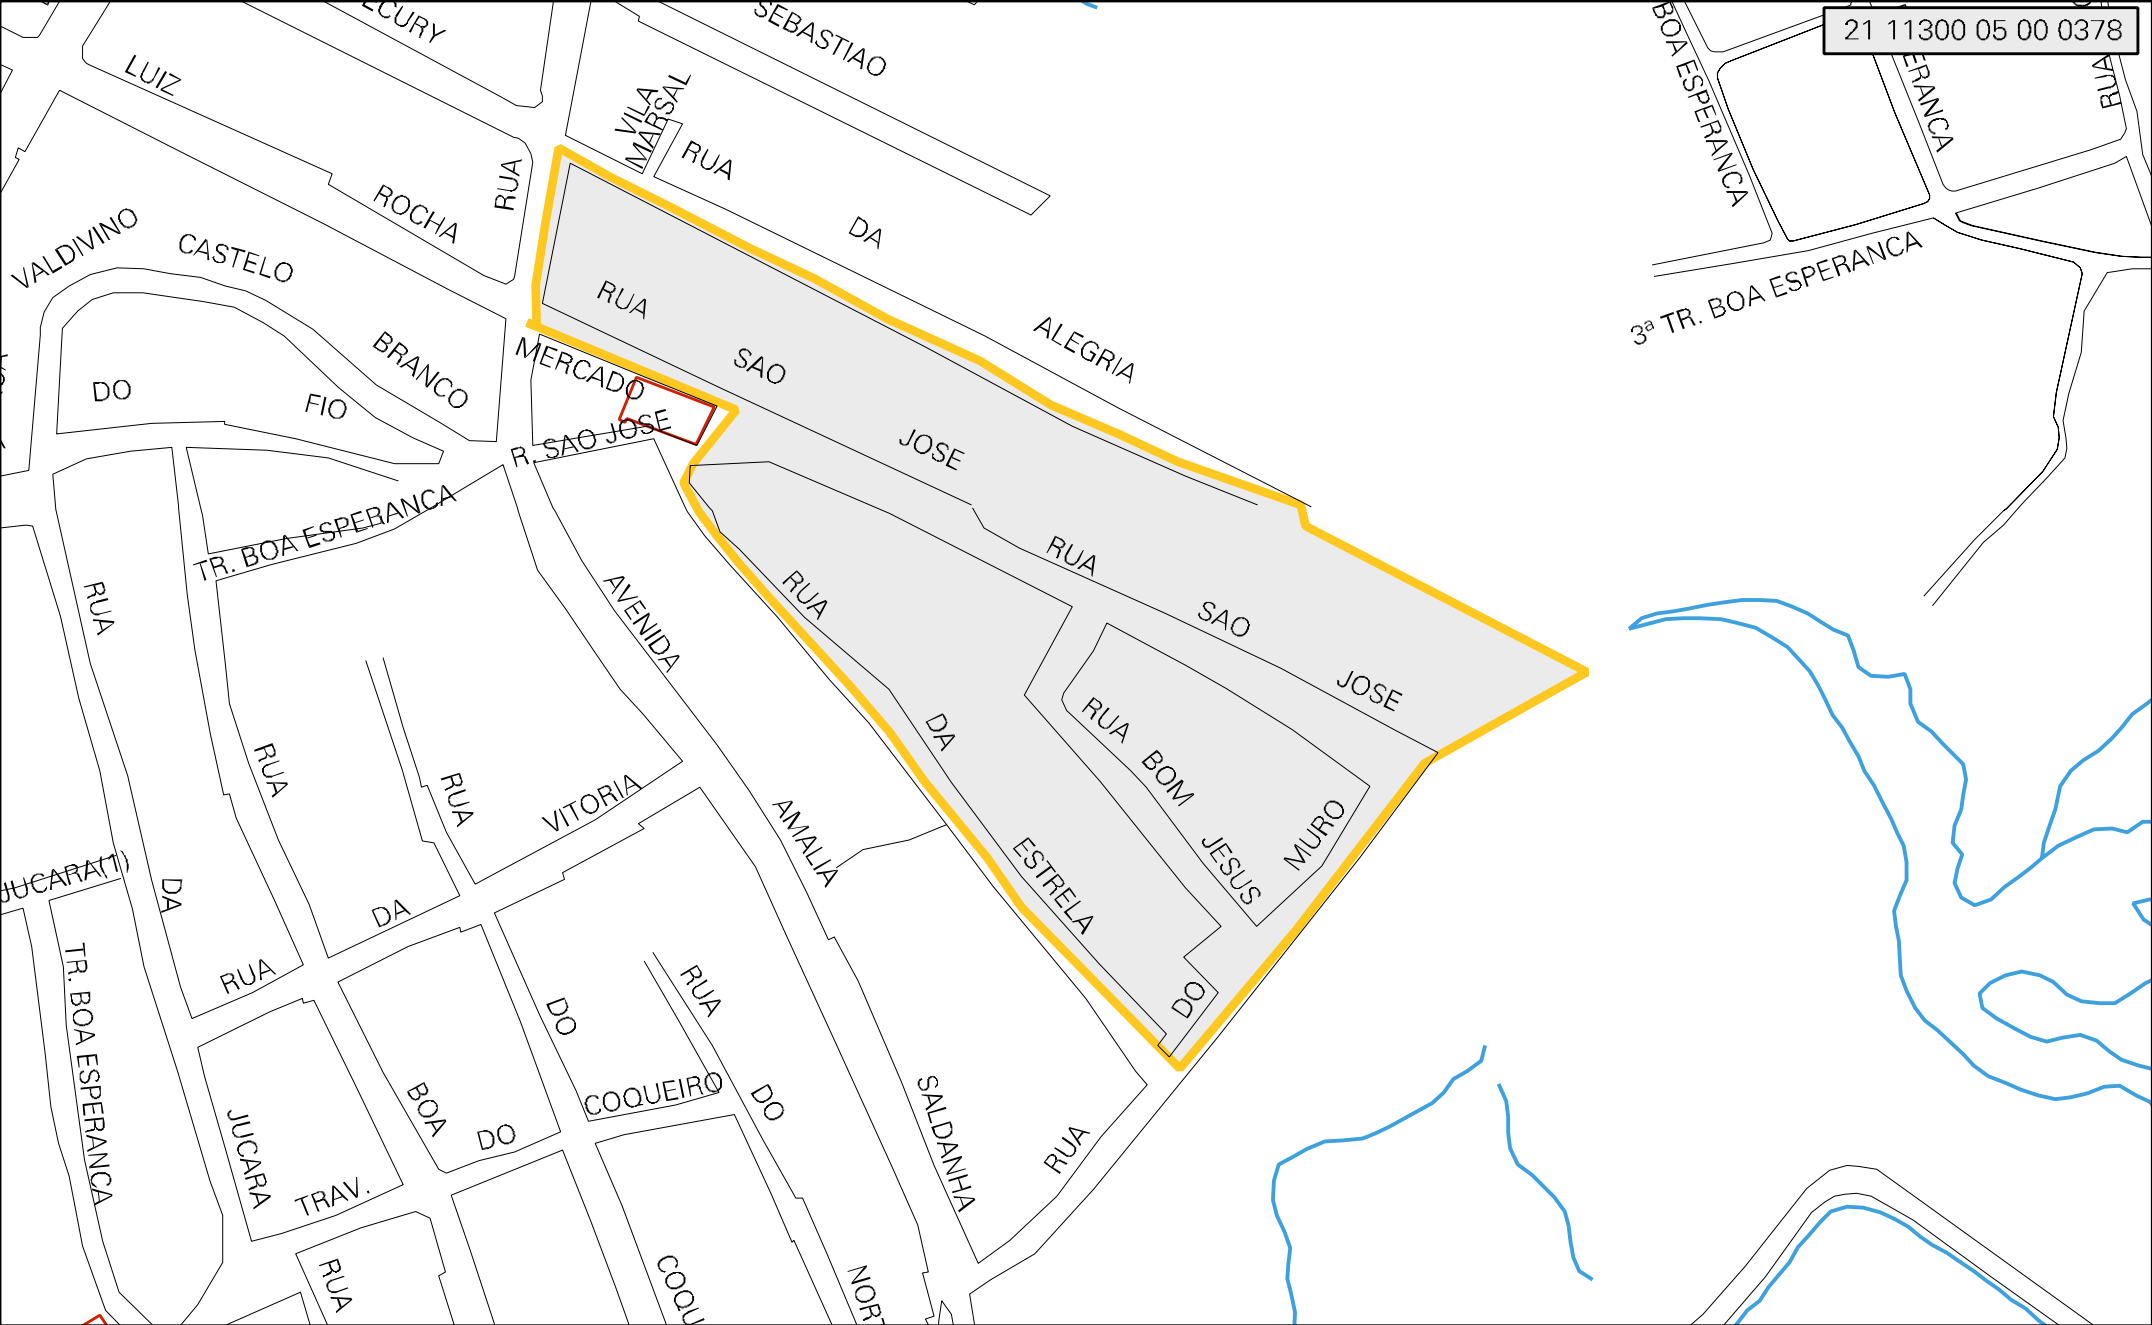 21 11300 05 00 0378
SEBASTIAO
LUIZ
ROCHA
RUA
VILA
MARSAL
RUA
DA
ALEGRIA
BOA ESPERANCA
RUA
3ª TR. BOA ESPERANCA
VALDIVINO
CASTELO
BRANCO
DO
FIO
RUA
SAO
JOSE
RUA
SAO
JOSE
MERCADO
R. SAO JOSE
TR. BOA ESPERANCA
RUA
DA
ESTRELA
RUA
BOM
JESUS
MURO
DO
RUA
AVENIDA
AMALIA
SALDANHA
RUA
DA
RUA
RUA
VITORIA
DA
RUA
JUCARA(1)
TR. BOA ESPERANCA
JUCARA
TRAV.
RUA
BOA
DO
DO
COQUEIRO
RUA
DO
RUA